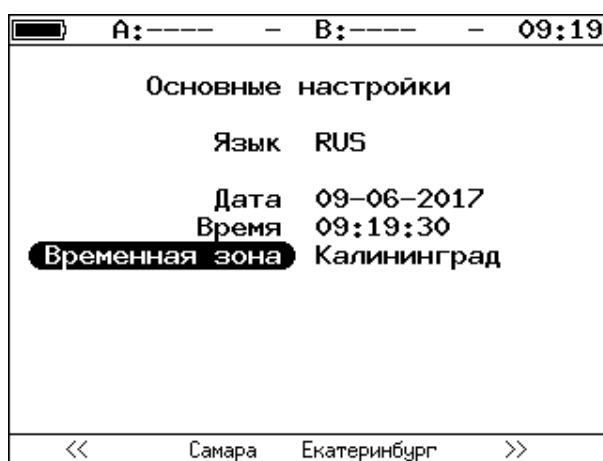 A:---- - B:---- - 09:19
Основные настройки
Язык RUS
Дата 09-06-2017
Время 09:19:30
Временная зона Калининград
<< Самара Екатеринбург >>